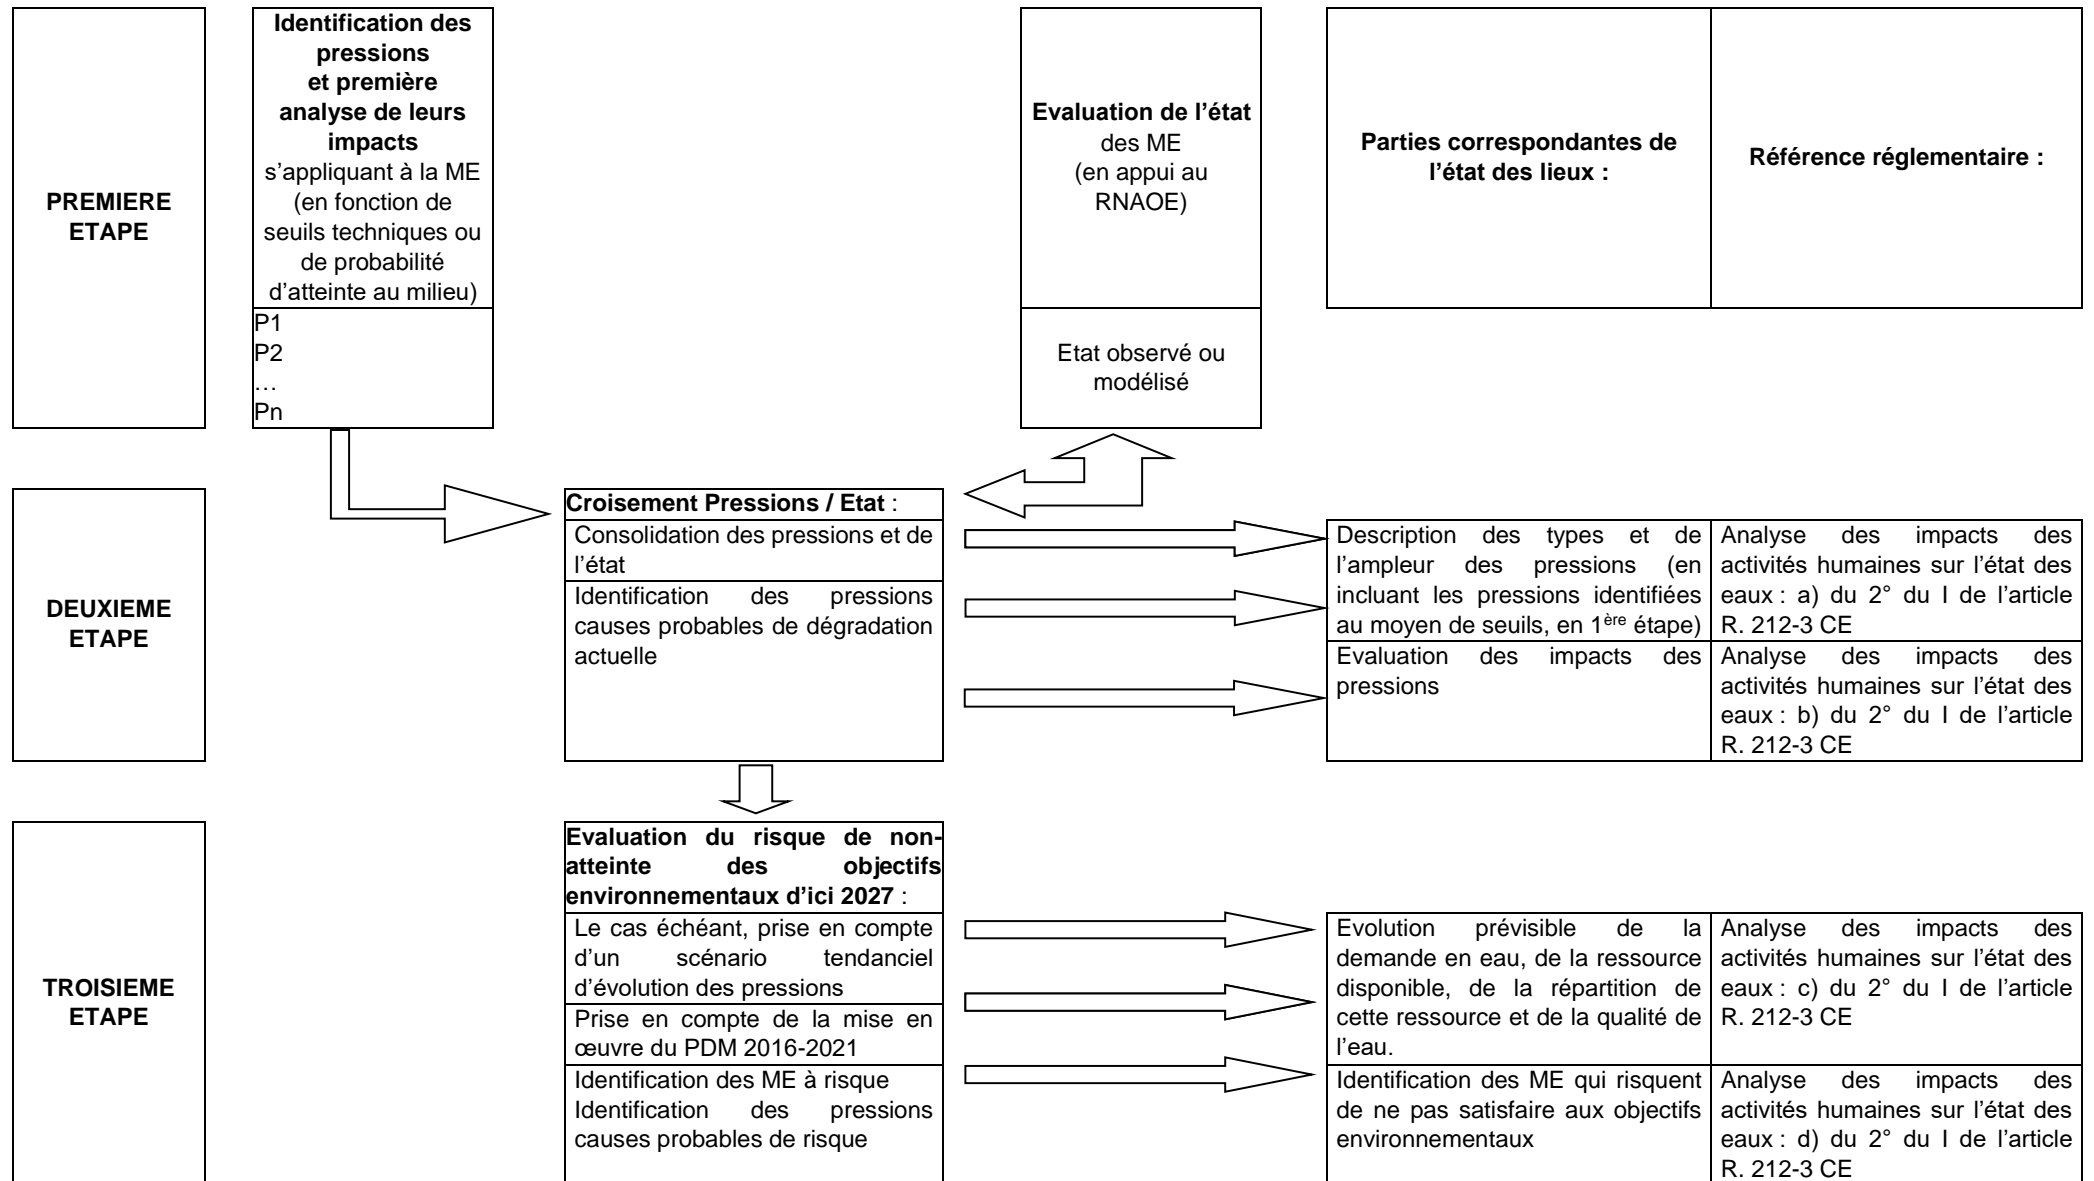 PREMIERE
ETAPE
Identification des
pressions
et première
analyse de leurs
impacts
s’appliquant à la ME
(en fonction de
seuils techniques ou
de probabilité
d’atteinte au milieu)
P1
P2
…
Pn
Evaluation de l’état
des ME
(en appui au
RNAOE)
Etat observé ou
modélisé
Parties correspondantes de
l’état des lieux :
Référence réglementaire :
DEUXIEME
ETAPE
Croisement Pressions / Etat :
Consolidation des pressions et de
l’état
Identification des pressions
causes probables de dégradation
actuelle
Description des types et de
l’ampleur des pressions (en
incluant les pressions identifiées
au moyen de seuils, en 1ère étape)
Analyse des impacts des
activités humaines sur l’état des
eaux : a) du 2° du I de l’article
R. 212-3 CE
Evaluation des impacts des
pressions
Analyse des impacts des
activités humaines sur l’état des
eaux : b) du 2° du I de l’article
R. 212-3 CE
TROISIEME
ETAPE
Evaluation du risque de non-
atteinte des objectifs
environnementaux d’ici 2027 :
Le cas échéant, prise en compte
d’un scénario tendanciel
d’évolution des pressions
Prise en compte de la mise en
œuvre du PDM 2016-2021
Identification des ME à risque
Identification des pressions
causes probables de risque
Evolution prévisible de la
demande en eau, de la ressource
disponible, de la répartition de
cette ressource et de la qualité de
l’eau.
Analyse des impacts des
activités humaines sur l’état des
eaux : c) du 2° du I de l’article
R. 212-3 CE
Identification des ME qui risquent
de ne pas satisfaire aux objectifs
environnementaux
Analyse des impacts des
activités humaines sur l’état des
eaux : d) du 2° du I de l’article
R. 212-3 CE